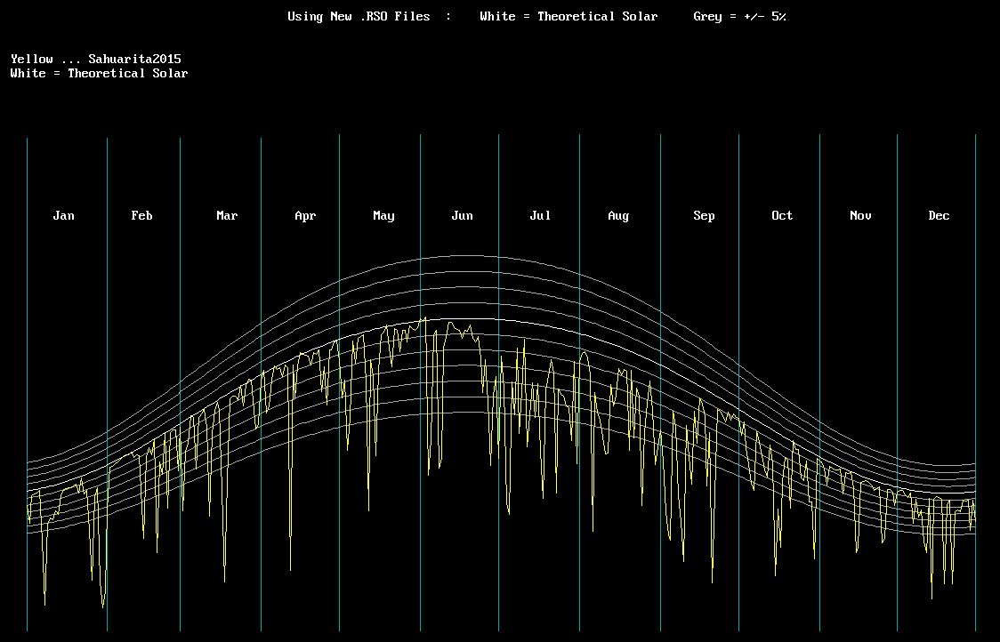 Using New .RSO Files : White = Theoretical Solar Grey = +/- 5%
Yellow ... Sahuarita2015
White = Theoretical Solar
Jan Feb Mar Apr May Jun Jul Aug Sep Oct Nov Dec